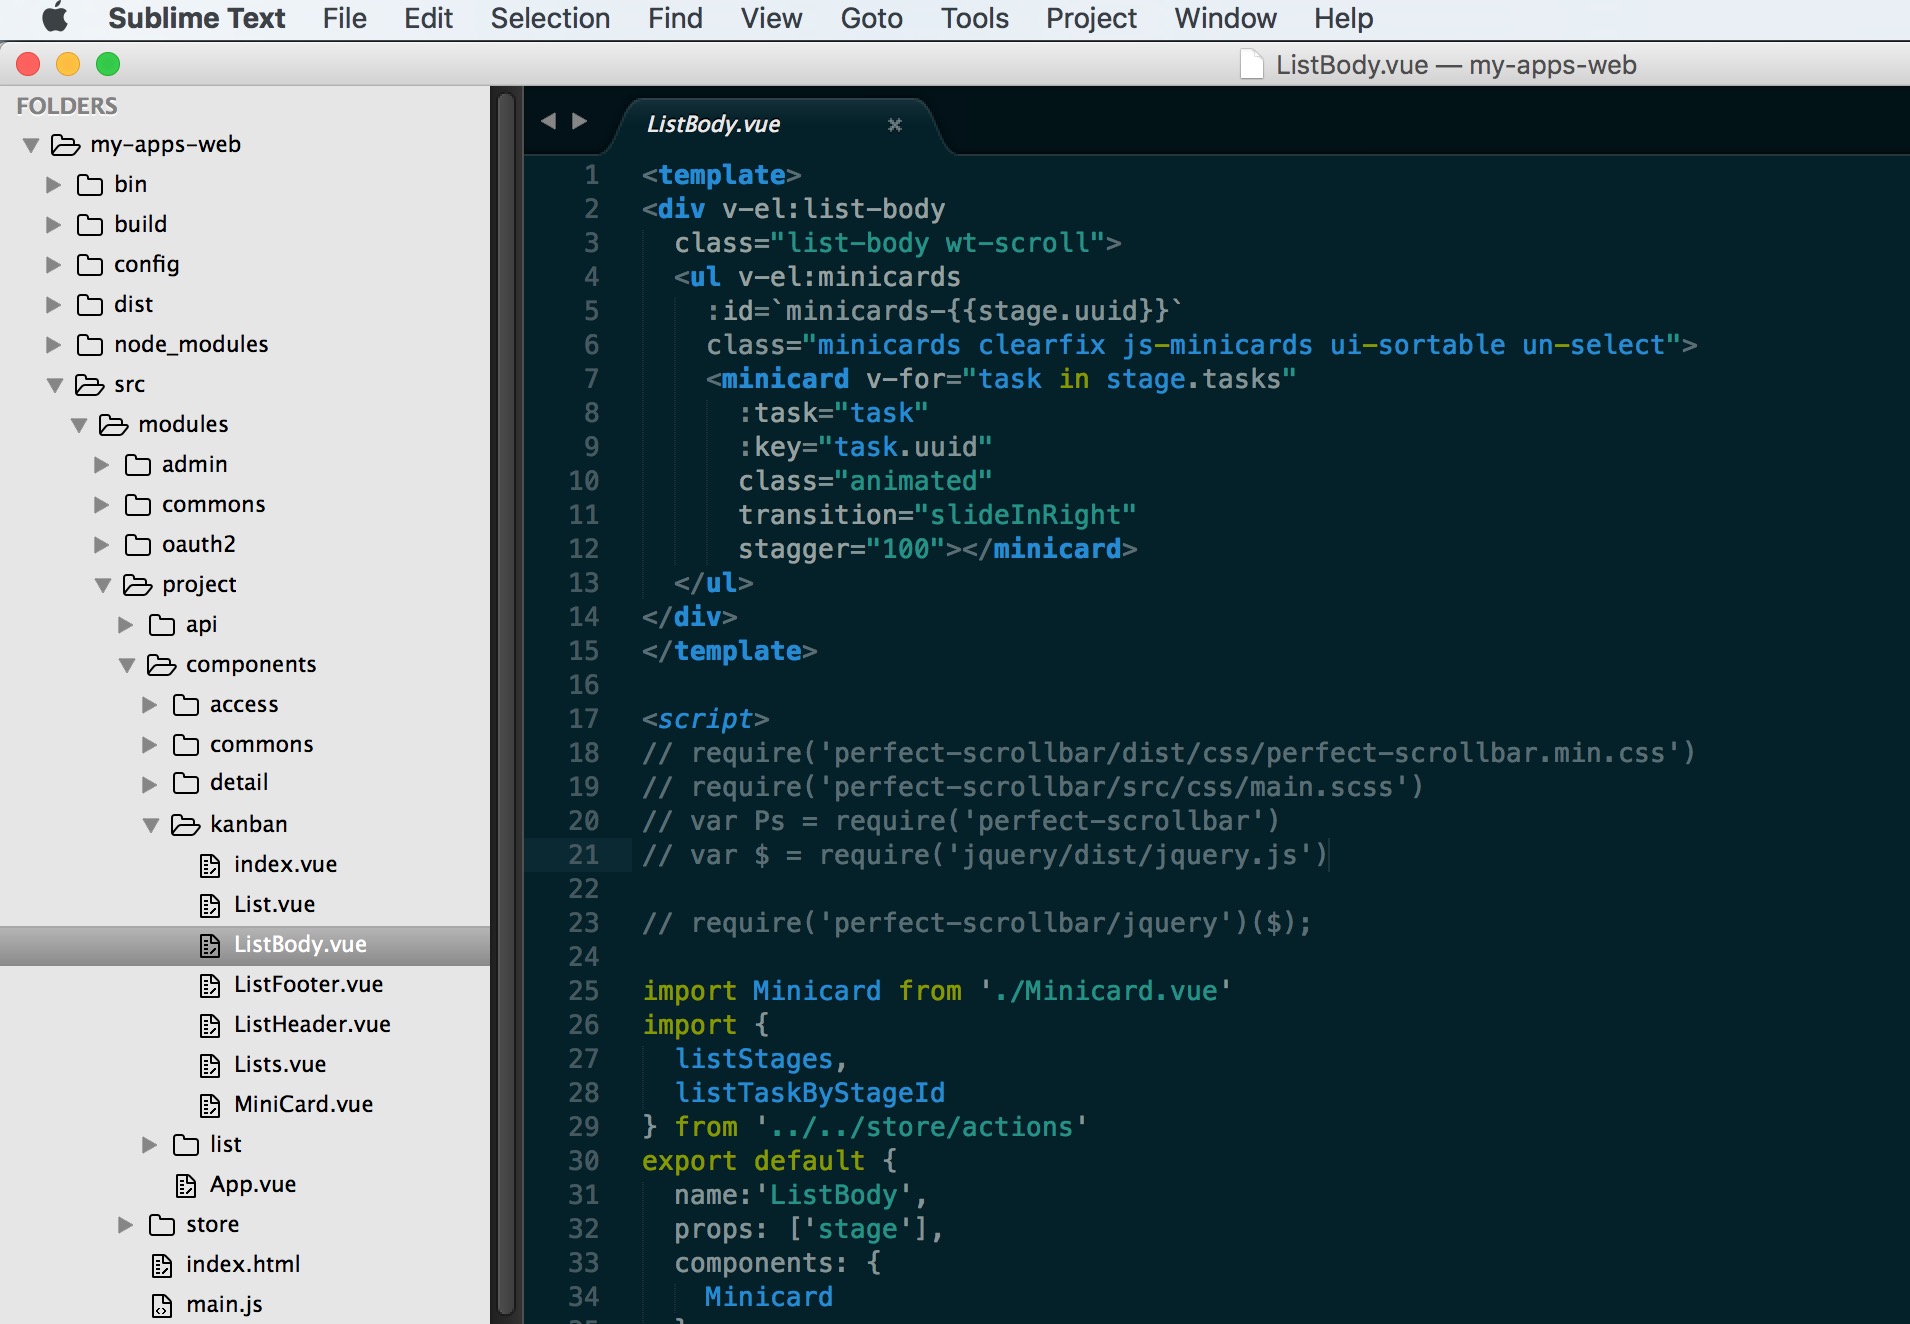 Sublime Text File Edit Selection Find View Goto Tools Project Window Help
ListBody.vue — my-apps-web
FOLDERS
my-apps-web
bin
build
config
dist
node_modules
src
modules
admin
commons
oauth2
project
api
components
access
commons
detail
kanban
index.vue
List.vue
ListBody.vue
ListFooter.vue
ListHeader.vue
Lists.vue
MiniCard.vue
list
App.vue
store
index.html
main.js
ListBody.vue
1 <template>
2 <div v-el:list-body
3 class="list-body wt-scroll">
4 <ul v-el:minicards
5 :id=`minicards-{{stage.uuid}}`
6 class="minicards clearfix js-minicards ui-sortable un-select">
7 <minicard v-for="task in stage.tasks"
8 :task="task"
9 :key="task.uuid"
10 class="animated"
11 transition="slideInRight"
12 stagger="100"></minicard>
13 </ul>
14 </div>
15 </template>
16
17 <script>
18 // require('perfect-scrollbar/dist/css/perfect-scrollbar.min.css')
19 // require('perfect-scrollbar/src/css/main.scss')
20 // var Ps = require('perfect-scrollbar')
21 // var $ = require('jquery/dist/jquery.js')
22
23 // require('perfect-scrollbar/jquery')($);
24
25 import Minicard from './Minicard.vue'
26 import {
27 listStages,
28 listTaskByStageId
29 } from '../../store/actions'
30 export default {
31 name:'ListBody',
32 props: ['stage'],
33 components: {
34 Minicard